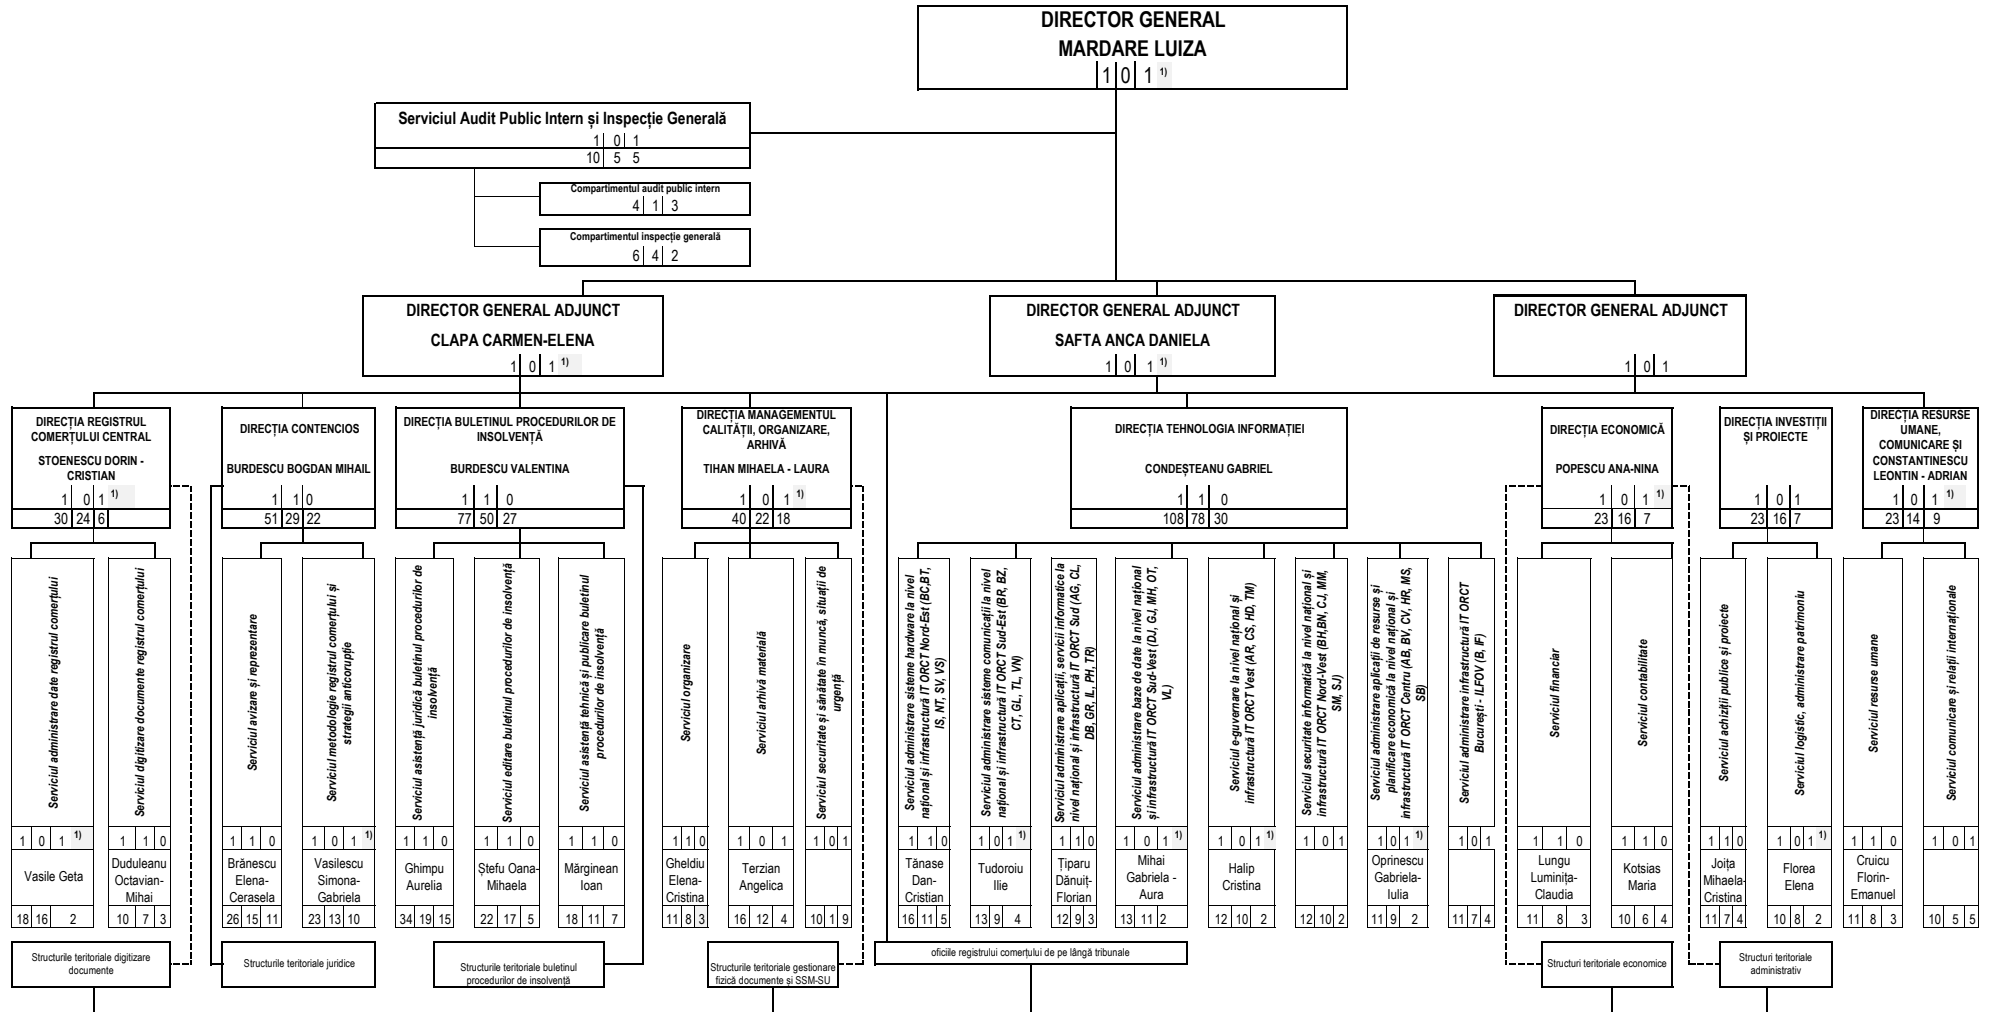 DIRECTOR GENERAL
MARDARE LUIZA
1 0 1 1)
Serviciul Audit Public Intern și Inspecție Generală
1 0 1
10 5 5
Compartimentul audit public intern
4 1 3
Compartimentul inspecție generală
6 4 2
DIRECTOR GENERAL ADJUNCT
CLAPA CARMEN-ELENA
1 0 1 1)
DIRECTOR GENERAL ADJUNCT
SAFTA ANCA DANIELA
1 0 1 1)
DIRECTOR GENERAL ADJUNCT
1 0 1
DIRECȚIA REGISTRUL
COMERȚULUI CENTRAL
STOENESCU DORIN -
CRISTIAN
1 0 1 1)
30 24 6
DIRECȚIA CONTENCIOS
BURDESCU BOGDAN MIHAIL
1 1 0
51 29 22
DIRECȚIA BULETINUL PROCEDURILOR DE
INSOLVENȚĂ
BURDESCU VALENTINA
1 1 0
77 50 27
DIRECȚIA MANAGEMENTUL
CALITĂȚII, ORGANIZARE,
ARHIVĂ
TIHAN MIHAELA - LAURA
1 0 1 1)
40 22 18
DIRECȚIA TEHNOLOGIA INFORMAȚIEI
CONDEȘTEANU GABRIEL
1 1 0
108 78 30
DIRECȚIA ECONOMICĂ
POPESCU ANA-NINA
1 0 1 1)
23 16 7
DIRECȚIA INVESTIȚII
ȘI PROIECTE
1 0 1
23 16 7
DIRECȚIA RESURSE
UMANE,
COMUNICARE ȘI
CONSTANTINESCU
LEONTIN - ADRIAN
1 0 1 1)
23 14 9
Serviciul administrare date registrul comerțului
1 0 1 1)
Vasile Geta
18 16 2
Serviciul digitizare documente registrul comerțului
1 1 0
Duduleanu
Octavian-
Mihai
10 7 3
Serviciul avizare și reprezentare
1 1 0
Brănescu
Elena-
Cerasela
26 15 11
Serviciul metodologie registrul comerțului și
strategii anticorupție
1 0 1 1)
Vasilescu
Simona-
Gabriela
23 13 10
Serviciul asistență juridică buletinul procedurilor de
insolvență
1 1 0
Ghimpu
Aurelia
34 19 15
Serviciul editare buletinul procedurilor de insolvență
1 1 0
Ștefu Oana-
Mihaela
22 17 5
Serviciul asistență tehnică și publicare buletinul
procedurilor de insolvență
1 1 0
Mărginean
Ioan
18 11 7
Serviciul organizare
1 1 0
Gheldiu
Elena-
Cristina
11 8 3
Serviciul arhivă materială
1 0 1
Terzian
Angelica
16 12 4
Serviciul securitate și sănătate în muncă, situații de
urgență
1 0 1
10 1 9
Serviciul administrare sisteme hardware la nivel
național și infrastructură IT ORCT Nord-Est (BC,BT,
IS, NT, SV, VS)
1 1 0
Tănase
Dan-
Cristian
16 11 5
Serviciul administrare sisteme comunicații la nivel
național și infrastructură IT ORCT Sud-Est (BR, BZ,
CT, GL, TL, VN)
1 0 1 1)
Tudoroiu
Ilie
13 9 4
Serviciul administrare aplicații, servicii informatice la
nivel național și infrastructură IT ORCT Sud (AG, CL,
DB, GR, IL, PH, TR)
1 1 0
Țiparu
Dănuț-
Florian
12 9 3
Serviciul administrare baze de date la nivel național
și infrastructură IT ORCT Sud-Vest (DJ, GJ, MH, OT,
VL)
1 0 1 1)
Mihai
Gabriela -
Aura
13 11 2
Serviciul e-guvernare la nivel național și
infrastructură IT ORCT Vest (AR, CS, HD, TM)
1 0 1 1)
Halip
Cristina
12 10 2
Serviciul securitate informatică la nivel național și
infrastructură IT ORCT Nord-Vest (BH,BN, CJ, MM,
SM, SJ)
1 0 1
12 10 2
Serviciul administrare aplicații de resurse și
planificare economică la nivel național și
infrastructură IT ORCT Centru (AB, BV, CV, HR, MS,
SB)
1 0 1 1)
Oprinescu
Gabriela-
Iulia
11 9 2
Serviciul administrare infrastructură IT ORCT
București - ILFOV (B, IF)
1 0 1
11 7 4
Serviciul financiar
1 1 0
Lungu
Luminița-
Claudia
11 8 3
Serviciul contabilitate
1 1 0
Kotsias
Maria
10 6 4
Serviciul achiziții publice și proiecte
1 1 0
Joița
Mihaela-
Cristina
11 7 4
Serviciul logistic, administrare patrimoniu
1 0 1 1)
Florea
Elena
10 8 2
Serviciul resurse umane
1 1 0
Cruicu
Florin-
Emanuel
11 8 3
Serviciul comunicare și relații internaționale
1 0 1
10 5 5
Structurile teritoriale digitizare
documente
Structurile teritoriale juridice
Structurile teritoriale buletinul
procedurilor de insolvență
Structurile teritoriale gestionare
fizică documente și SSM-SU
oficiile registrului comerțului de pe lângă tribunale
Structuri teritoriale economice
Structuri teritoriale
administrativ